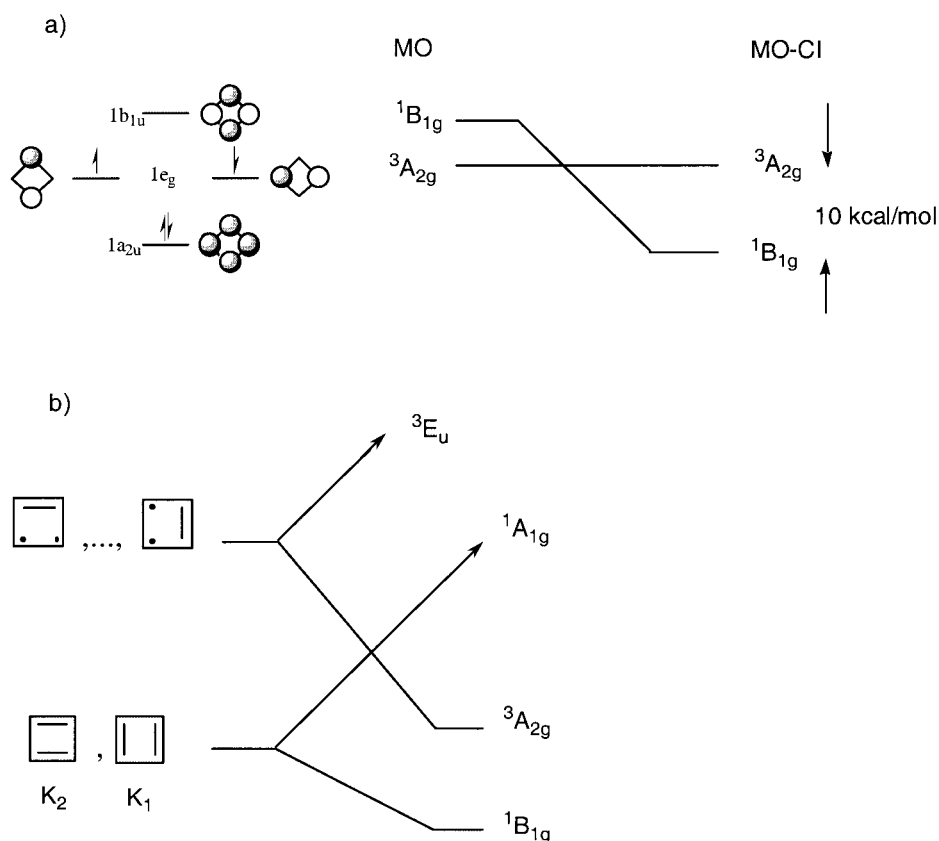 a)
MO MO-CI
1b₁ᵤ
¹B₁g
1eg
³A₂g ³A₂g
10 kcal/mol
1a₂ᵤ
¹B₁g
b)
³Eᵤ
,...,
¹A₁g
³A₂g
,
K₂ K₁
¹B₁g